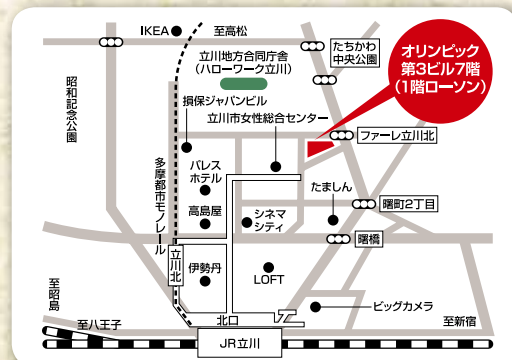 IKEA
至高松
たちかわ
中央公園
オリンピック
第3ビル7階
(1階ローソン)
立川地方合同庁舎
(ハローワーク立川)
昭和記念公園
損保ジャパンビル
立川市女性総合センター
ファーレ立川北
多摩都市モノレール
パレス
ホテル
たましん
曙町2丁目
高島屋
シネマ
シティ
曙橋
立川北
伊勢丹
LOFT
至昭島
ビッグカメラ
至八王子
北口
至新宿
JR立川